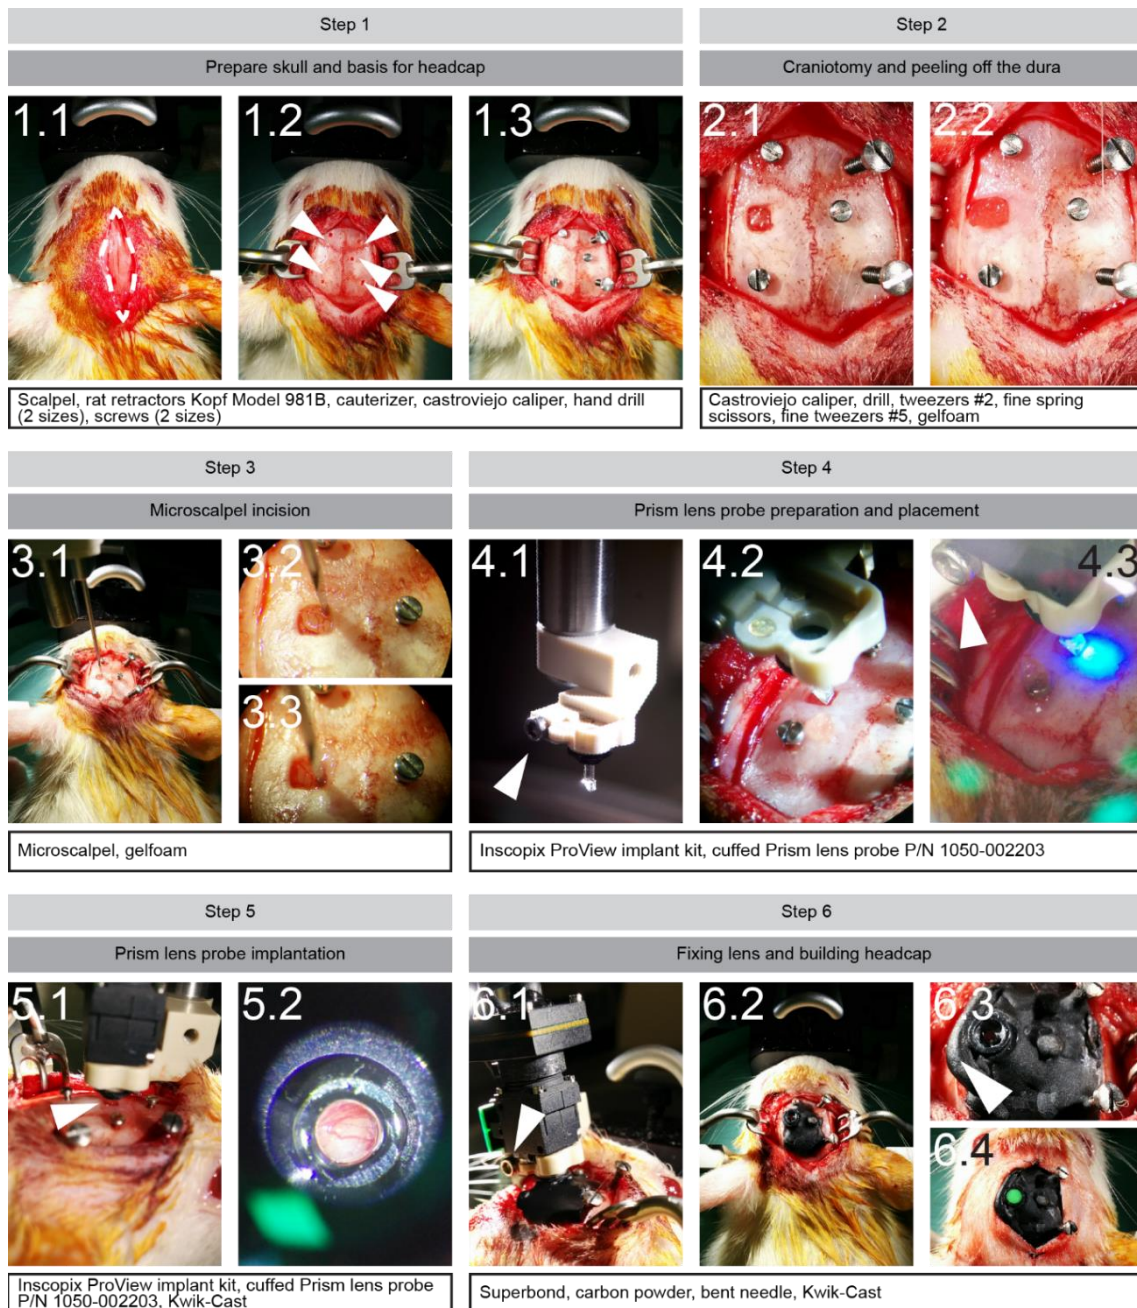 Step 1
Prepare skull and basis for headcap
1.1
1.2
1.3
Scalpel, rat retractors Kopf Model 981B, cauterizer, castroviejo caliper, hand drill
(2 sizes), screws (2 sizes)
Step 2
Craniotomy and peeling off the dura
2.1
2.2
Castroviejo caliper, drill, tweezers #2, fine spring
scissors, fine tweezers #5, gelfoam
Step 3
Microscalpel incision
3.1
3.2
3.3
Microscalpel, gelfoam
Step 4
Prism lens probe preparation and placement
4.1
4.2
4.3
Inscopix ProView implant kit, cuffed Prism lens probe P/N 1050-002203
Step 5
Prism lens probe implantation
5.1
5.2
Inscopix ProView implant kit, cuffed Prism lens probe
P/N 1050-002203, Kwik-Cast
Step 6
Fixing lens and building headcap
6.1
6.2
6.3
6.4
Superbond, carbon powder, bent needle, Kwik-Cast